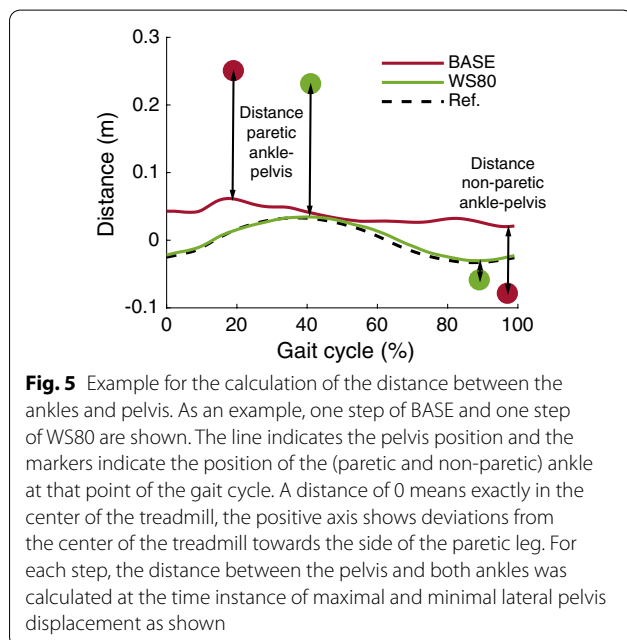 0.3
0.2
0.1
0
-0.1
Distance (m)
BASE
WS80
Ref.
Distance
paretic
ankle-
pelvis
Distance
non-paretic
ankle-pelvis
0 20 40 60 80 100
Gait cycle (%)
Fig. 5 Example for the calculation of the distance between the
ankles and pelvis. As an example, one step of BASE and one step
of WS80 are shown. The line indicates the pelvis position and the
markers indicate the position of the (paretic and non-paretic) ankle
at that point of the gait cycle. A distance of 0 means exactly in the
center of the treadmill, the positive axis shows deviations from
the center of the treadmill towards the side of the paretic leg. For
each step, the distance between the pelvis and both ankles was
calculated at the time instance of maximal and minimal lateral pelvis
displacement as shown